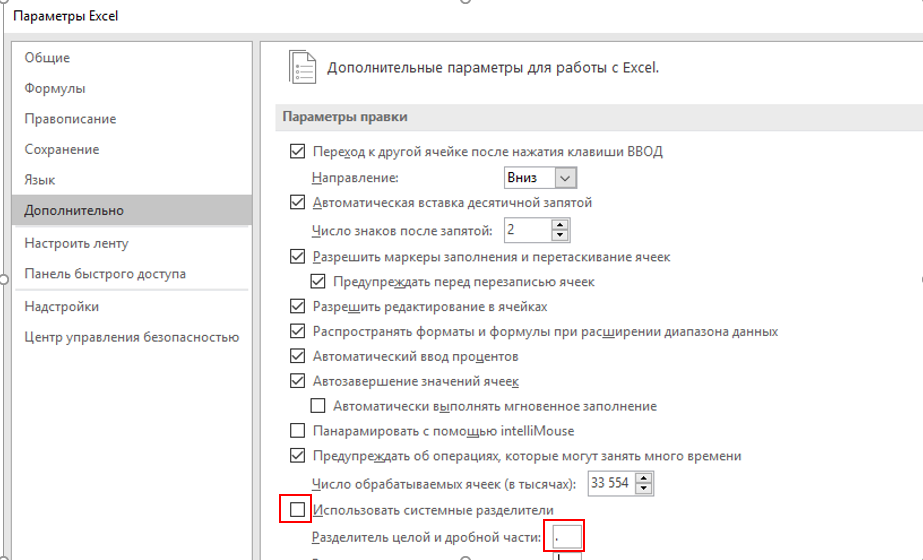 Параметры Excel
Общие
Формулы
Правописание
Сохранение
Язык
Дополнительно
Настроить ленту
Панель быстрого доступа
Надстройки
Центр управления безопасностью
Дополнительные параметры для работы с Excel.
Параметры правки
Переход к другой ячейке после нажатия клавиши ВВОД
Направление: Вниз
Автоматическая вставка десятичной запятой
Число знаков после запятой: 2
Разрешить маркеры заполнения и перетаскивание ячеек
Предупреждать перед перезаписью ячеек
Разрешить редактирование в ячейках
Распространять форматы и формулы при расширении диапазона данных
Автоматический ввод процентов
Автозавершение значений ячеек
Автоматически выполнять мгновенное заполнение
Панарамировать с помощью intelliMouse
Предупреждать об операциях, которые могут занять много времени
Число обрабатываемых ячеек (в тысячах): 33 554
Использовать системные разделители
Разделитель целой и дробной части: .